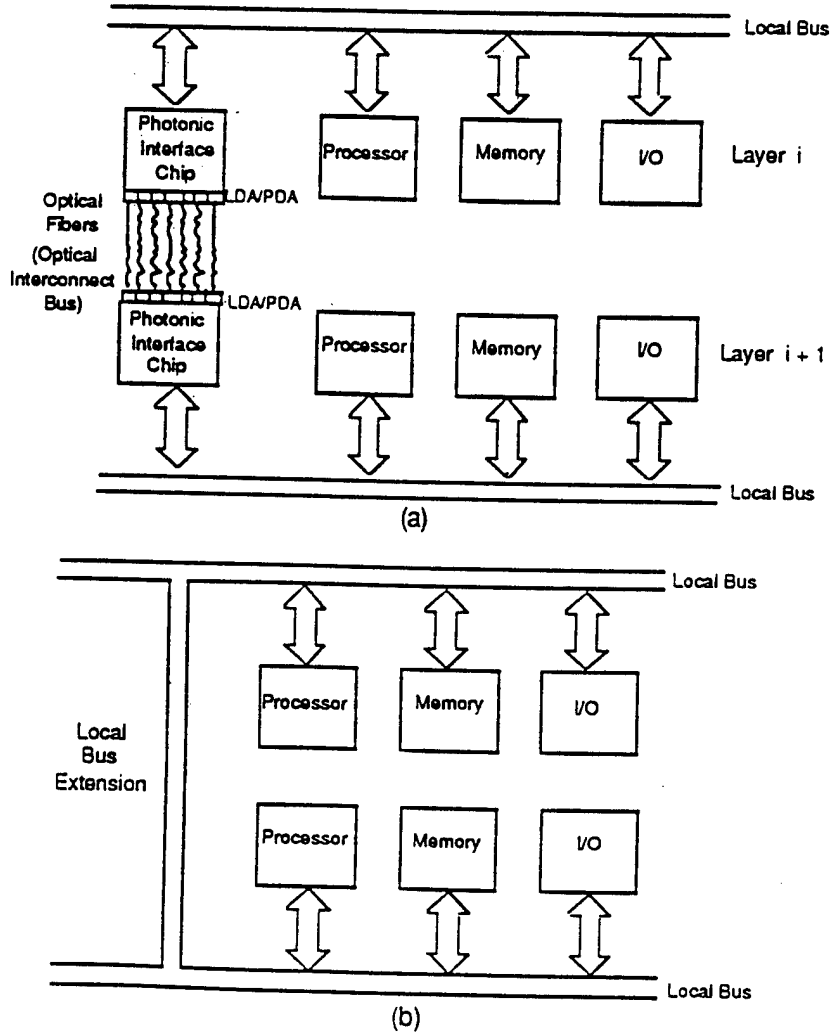 Local Bus
Photonic
Interface
Chip
Processor
Memory
I/O
Layer i
LDA/PDA
Optical
Fibers
(Optical
Interconnect
Bus)
LDA/PDA
Photonic
Interface
Chip
Processor
Memory
I/O
Layer i + 1
Local Bus
(a)
Local Bus
Processor
Memory
I/O
Local
Bus
Extension
Processor
Memory
I/O
Local Bus
(b)